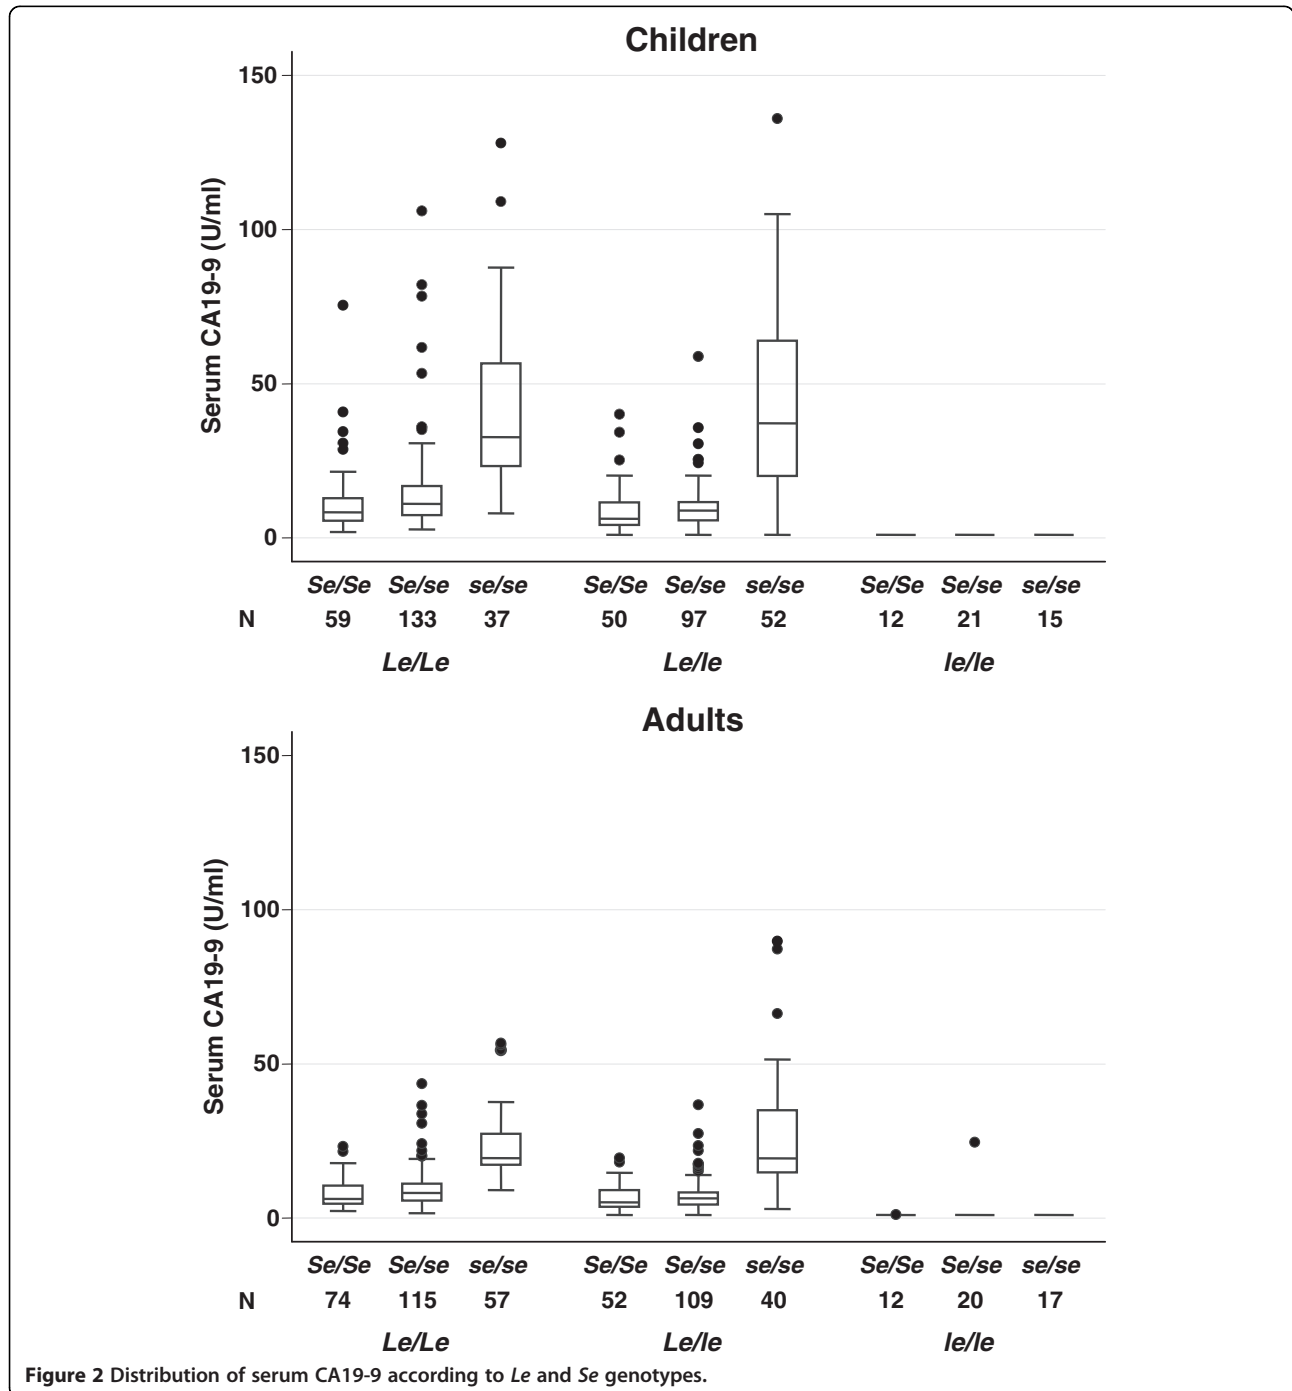 Children
150
100
50
0
Serum CA19-9 (U/ml)
Se/Se Se/se se/se Se/Se Se/se se/se Se/Se Se/se se/se
N 59 133 37 50 97 52 12 21 15
Le/Le Le/le le/le
Adults
150
100
50
0
Serum CA19-9 (U/ml)
Se/Se Se/se se/se Se/Se Se/se se/se Se/Se Se/se se/se
N 74 115 57 52 109 40 12 20 17
Le/Le Le/le le/le
Figure 2 Distribution of serum CA19-9 according to Le and Se genotypes.